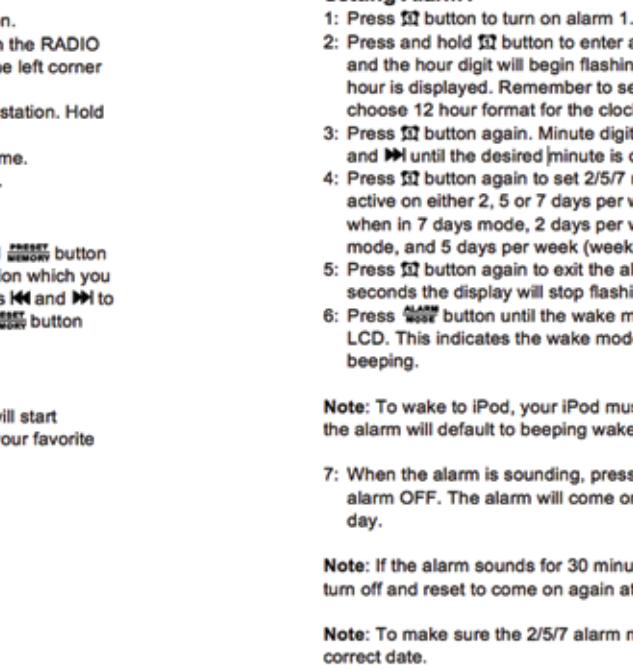 n.
the RADIO
left corner
station. Hold
me.
PRESET MEMORY button
ion which you
and to
button
ill start
our favorite
1: Press button to turn on alarm 1.
2: Press and hold button to enter a
and the hour digit will begin flashin
hour is displayed. Remember to se
choose 12 hour format for the cloc
3: Press button again. Minute digit
and until the desired minute is
4: Press button again to set 2/5/7
active on either 2, 5 or 7 days per
when in 7 days mode, 2 days per
mode, and 5 days per week (week
5: Press button again to exit the al
seconds the display will stop flashi
6: Press ALARM MODE button until the wake m
LCD. This indicates the wake mod
beeping.
Note: To wake to iPod, your iPod mus
the alarm will default to beeping wake
7: When the alarm is sounding, press
alarm OFF. The alarm will come o
day.
Note: If the alarm sounds for 30 minu
turn off and reset to come on again at
Note: To make sure the 2/5/7 alarm
correct date.